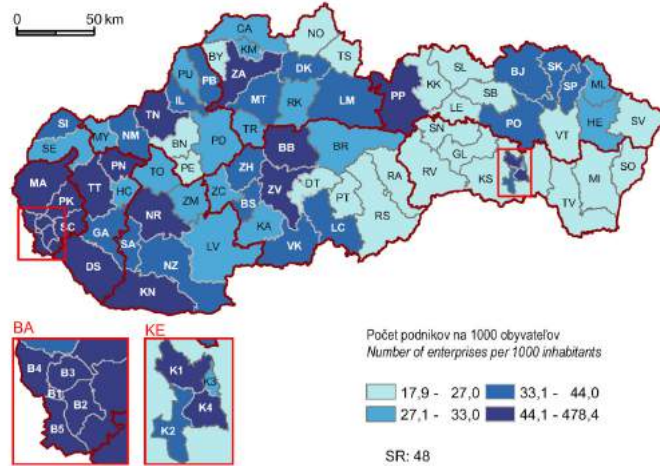 0 50 km
CA
NO
BY
KM
TS
ZA
DK
PU
PB
MT
RK
LM
PP
KK
SL
LE
SB
BJ
SK
SP
ML
PO
HE
SV
VT
SI
SE
MY
NM
TN
IL
BN
PE
PD
TR
BB
BR
SN
GL
RV
KS
SO
MI
TV
MA
PK
SC
PN
TT
HC
TO
ZM
ZC
ZH
BS
ZV
DT
PT
RA
RS
GA
SA
NR
LV
KA
VK
LC
DS
NZ
KN
BA
B4
B3
B1
B2
B5
KE
K1
K3
K4
K2
Počet podnikov na 1000 obyvateľov
Number of enterprises per 1000 inhabitants
17,9 - 27,0
33,1 - 44,0
27,1 - 33,0
44,1 - 478,4
SR: 48